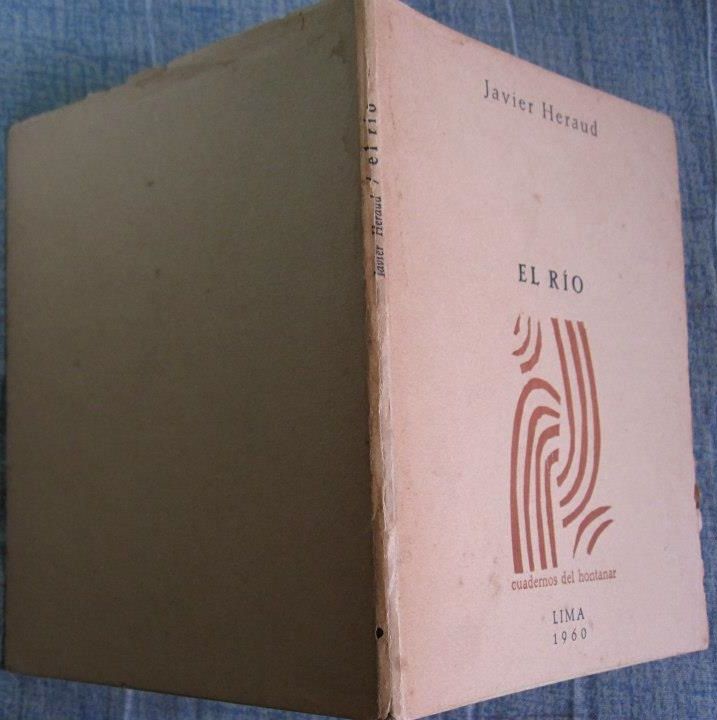 Javier Heraud
EL RÍO
cuadernos del hontanar
LIMA
1960
Javier Heraud / el río